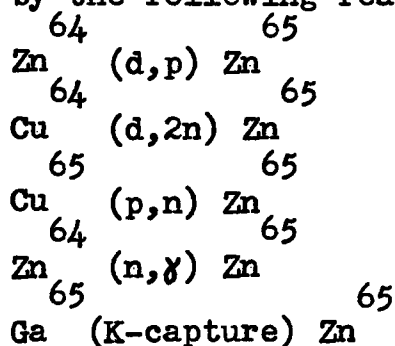 by the following
64 65
Zn (d,p) Zn
64 65
Cu (d,2n) Zn
65 65
Cu (p,n) Zn
64 65
Zn (n,γ) Zn
65 65
Ga (K-capture) Zn